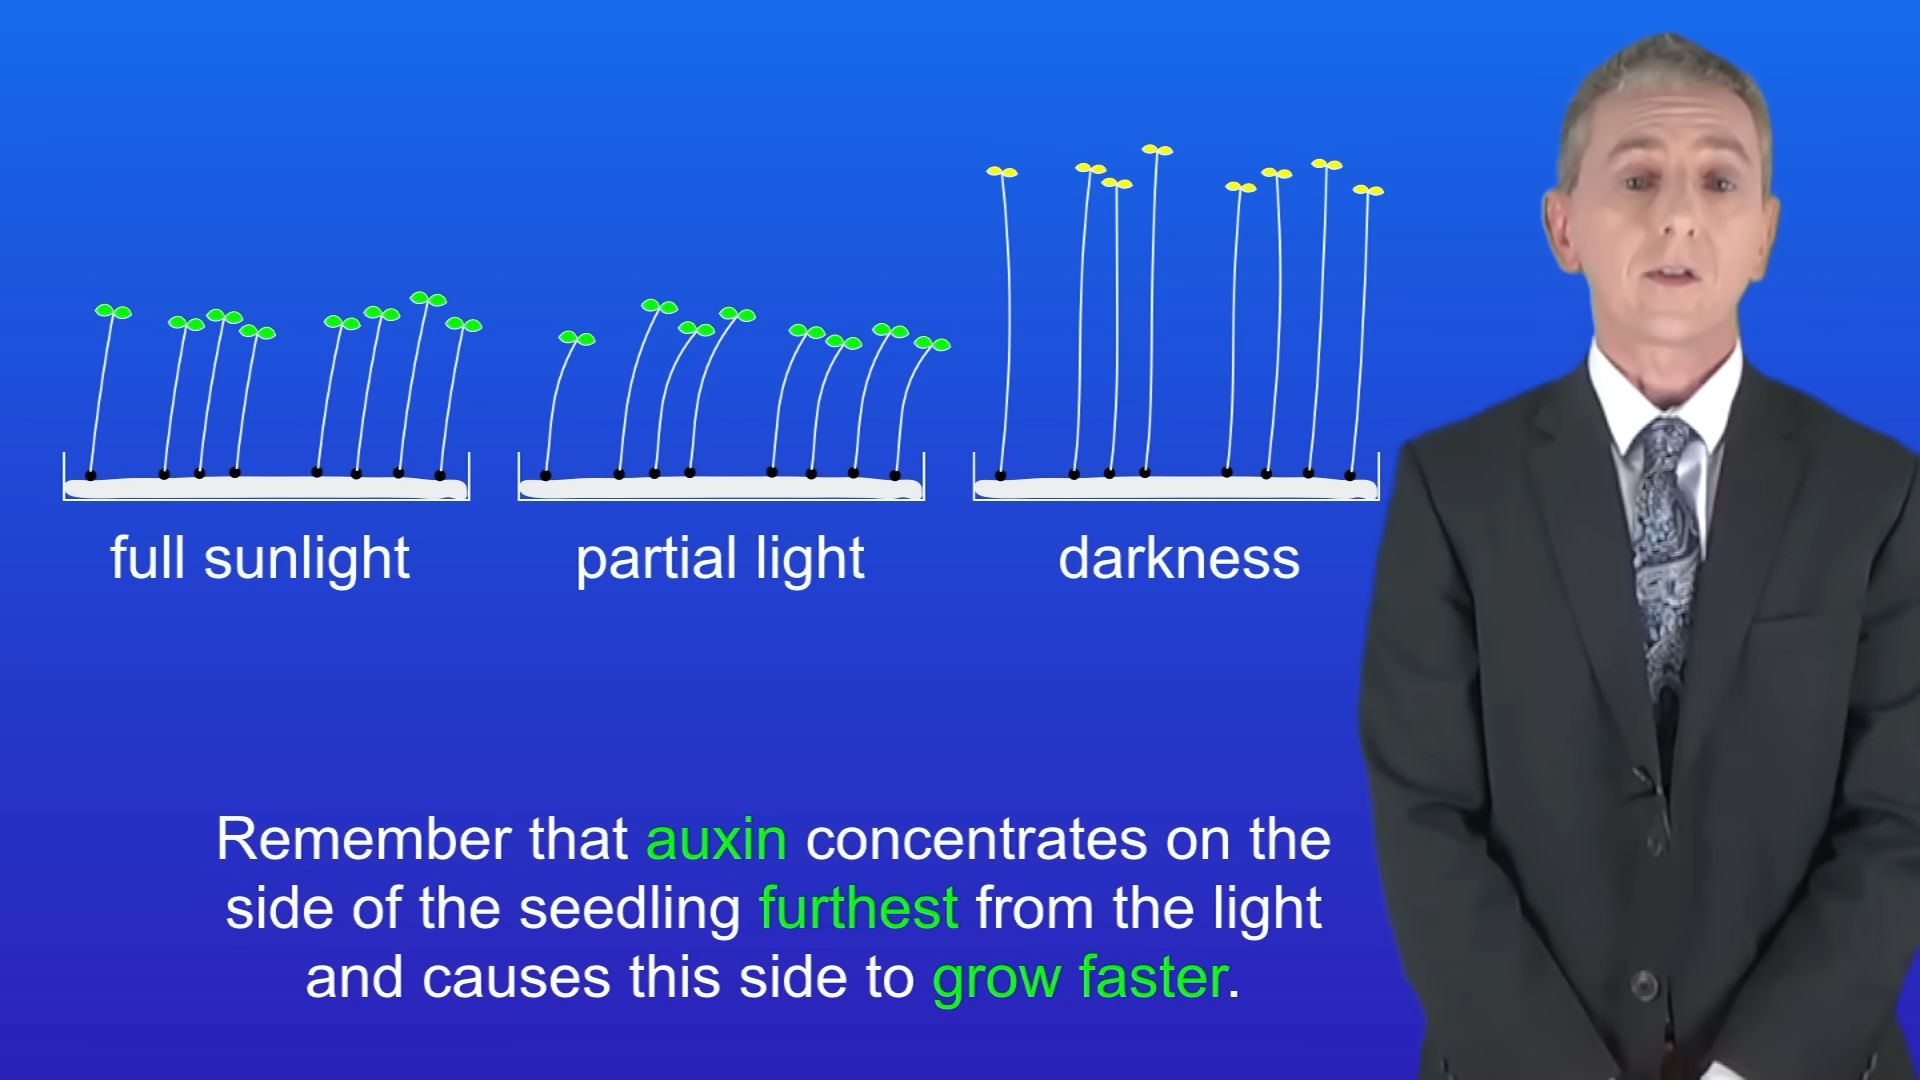 full sunlight
partial light
darkness
Remember that auxin concentrates on the
side of the seedling furthest from the light
and causes this side to grow faster.